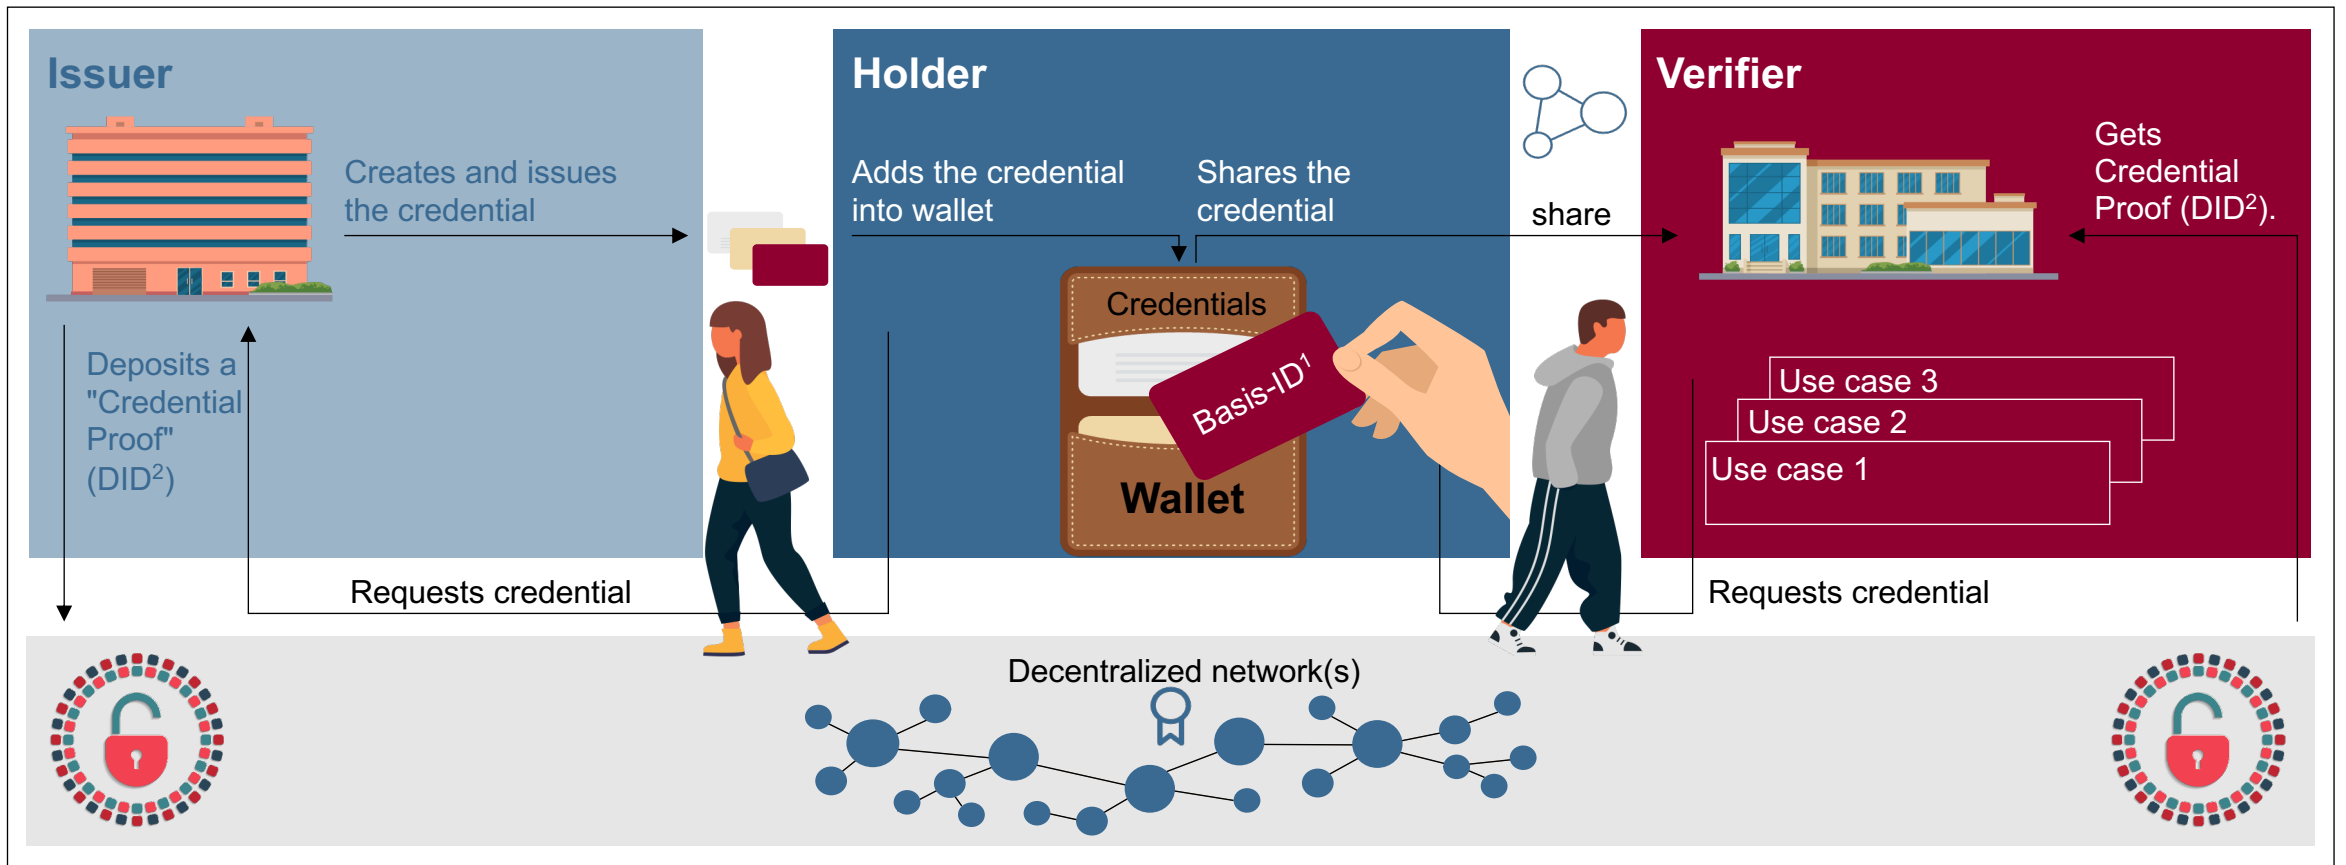 Issuer
Creates and issues
the credential
Deposits a
"Credential
Proof"
(DID²)
Requests credential
Holder
Adds the credential
into wallet
Shares the
credential
share
Credentials
Basis-ID¹
Wallet
Verifier
Gets
Credential
Proof (DID²).
Use case 3
Use case 2
Use case 1
Requests credential
Decentralized network(s)